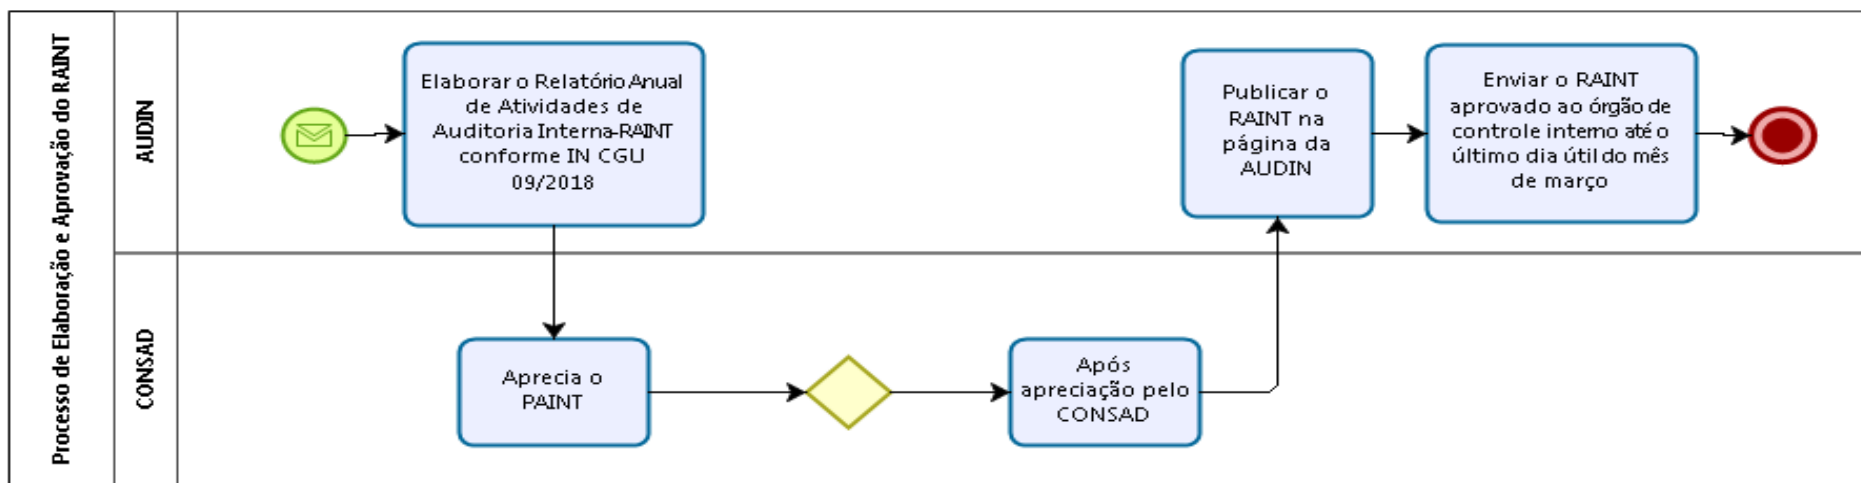 Processo de Elaboração e Aprovação do RAINT
AUDIN
Elaborar o Relatório Anual
de Atividades de
Auditoria Interna-RAINT
conforme IN CGU
09/2018
Publicar o
RAINT na
página da
AUDIN
Enviar o RAINT
aprovado ao órgão de
controle interno até o
último dia útil do mês
de março
CONSAD
Aprecia o
PAINT
Após
apreciação pelo
CONSAD